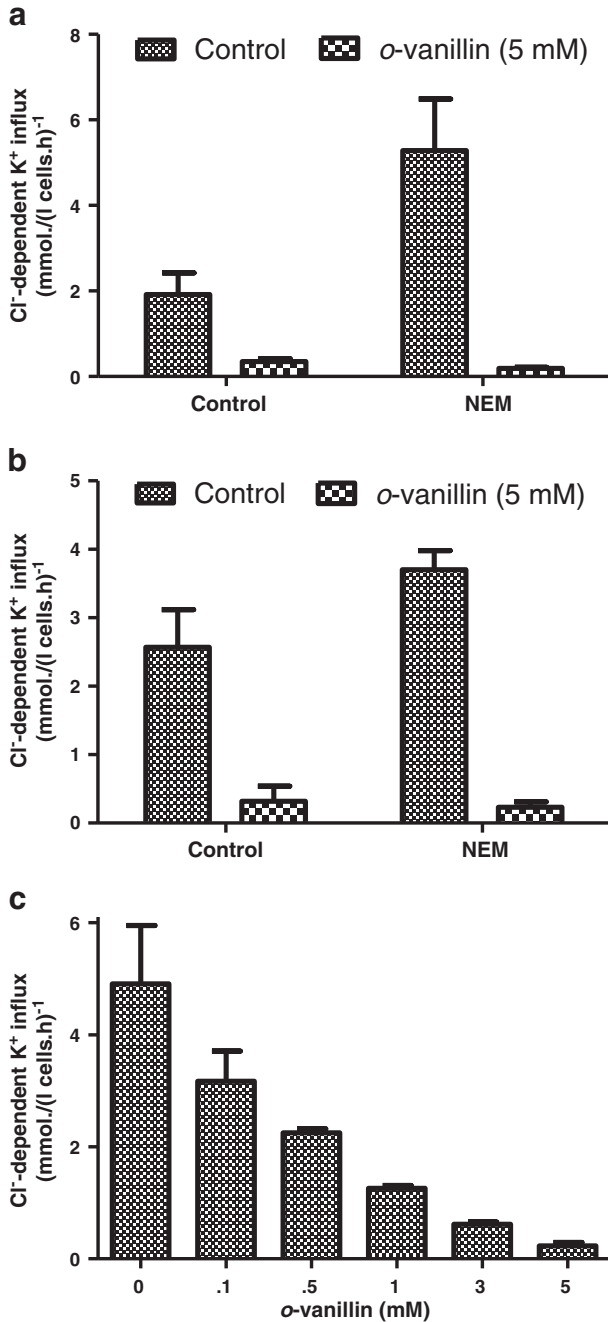 a
8
6
4
2
0
Cl⁻-dependent K⁺ influx
(mmol./(l cells.h)⁻¹
Control
o-vanillin (5 mM)
Control
NEM
b
5
4
3
2
1
0
Cl⁻-dependent K⁺ influx
(mmol./(l cells.h)⁻¹
Control
o-vanillin (5 mM)
Control
NEM
c
6
4
2
0
Cl⁻-dependent K⁺ influx
(mmol./(l cells.h)⁻¹
0 .1 .5 1 3 5
o-vanillin (mM)